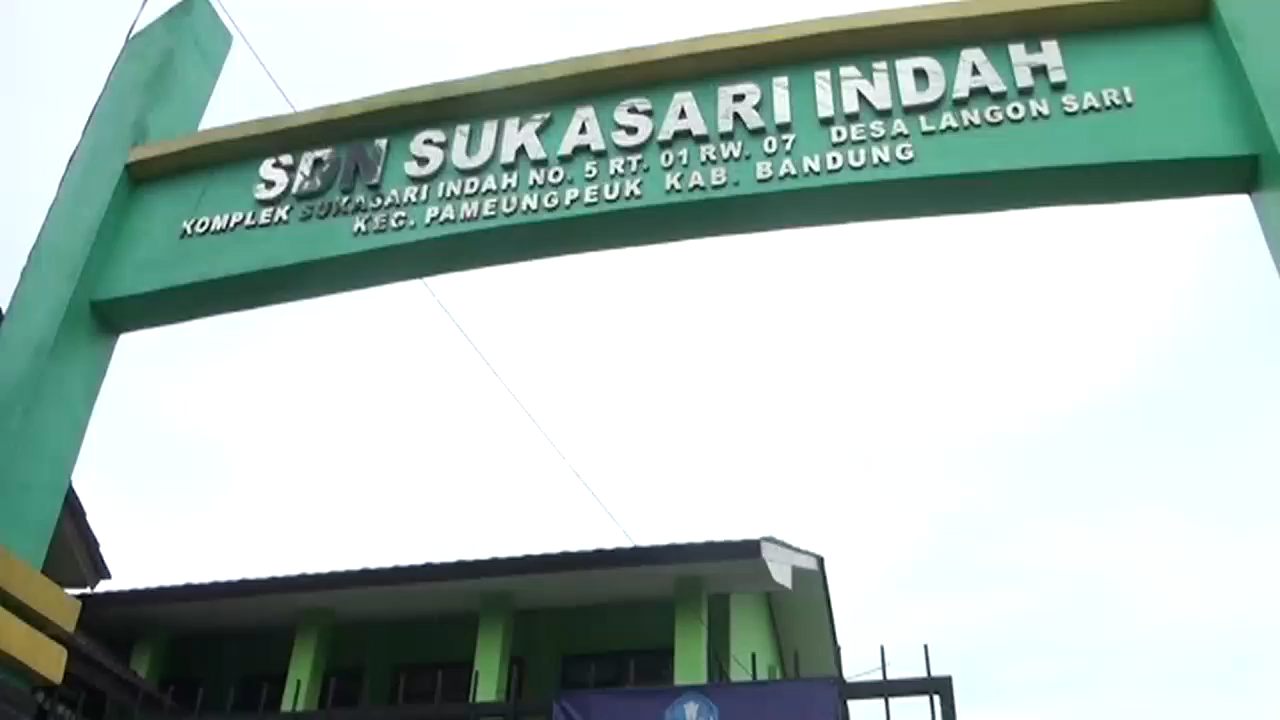 SDN SUKASARI INDAH
KOMPLEK SUKASARI INDAH NO. 5 RT. 01 RW. 07 DESA LANGON SARI
KEC. PAMEUNGPEUK KAB. BANDUNG